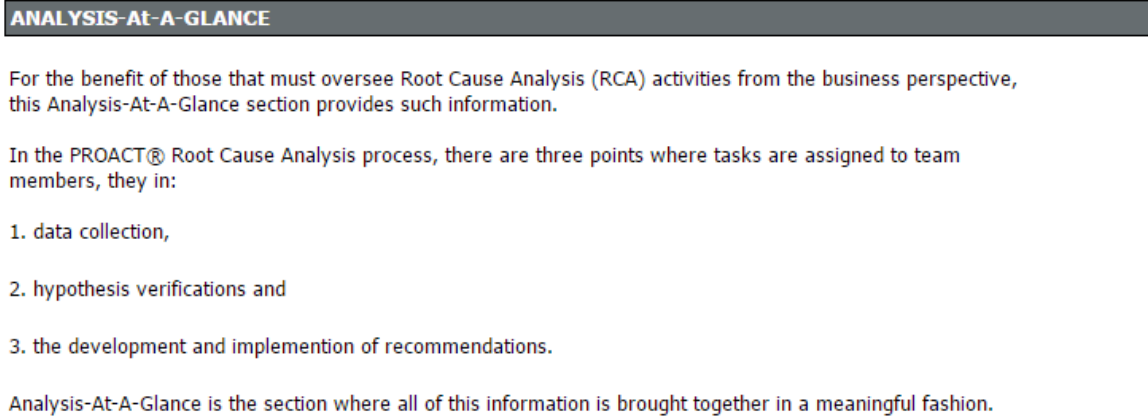 ANALYSIS-At-A-GLANCE
For the benefit of those that must oversee Root Cause Analysis (RCA) activities from the business perspective,
this Analysis-At-A-Glance section provides such information.
In the PROACT® Root Cause Analysis process, there are three points where tasks are assigned to team
members, they in:
1. data collection,
2. hypothesis verifications and
3. the development and implemention of recommendations.
Analysis-At-A-Glance is the section where all of this information is brought together in a meaningful fashion.